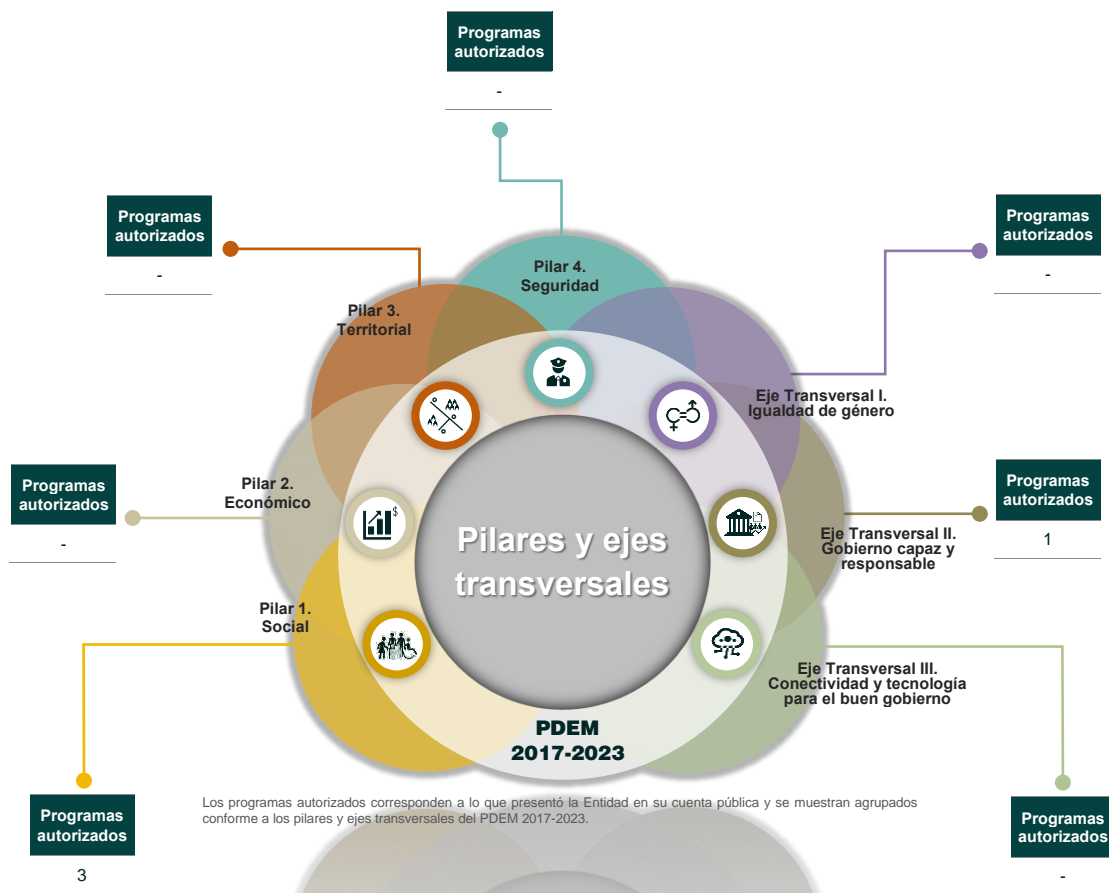 Programas
autorizados
-
Programas
autorizados
-
Programas
autorizados
-
Pilar 4.
Seguridad
Pilar 3.
Territorial
Eje Transversal I.
Igualdad de género
Programas
autorizados
-
Pilar 2.
Económico
$
Pilares y ejes
transversales
Eje Transversal II.
Gobierno capaz y
responsable
Programas
autorizados
1
Pilar 1.
Social
Eje Transversal III.
Conectividad y tecnología
para el buen gobierno
PDEM
2017-2023
Programas
autorizados
3
Los programas autorizados corresponden a lo que presentó la Entidad en su cuenta pública y se muestran agrupados
conforme a los pilares y ejes transversales del PDEM 2017-2023.
Programas
autorizados
-